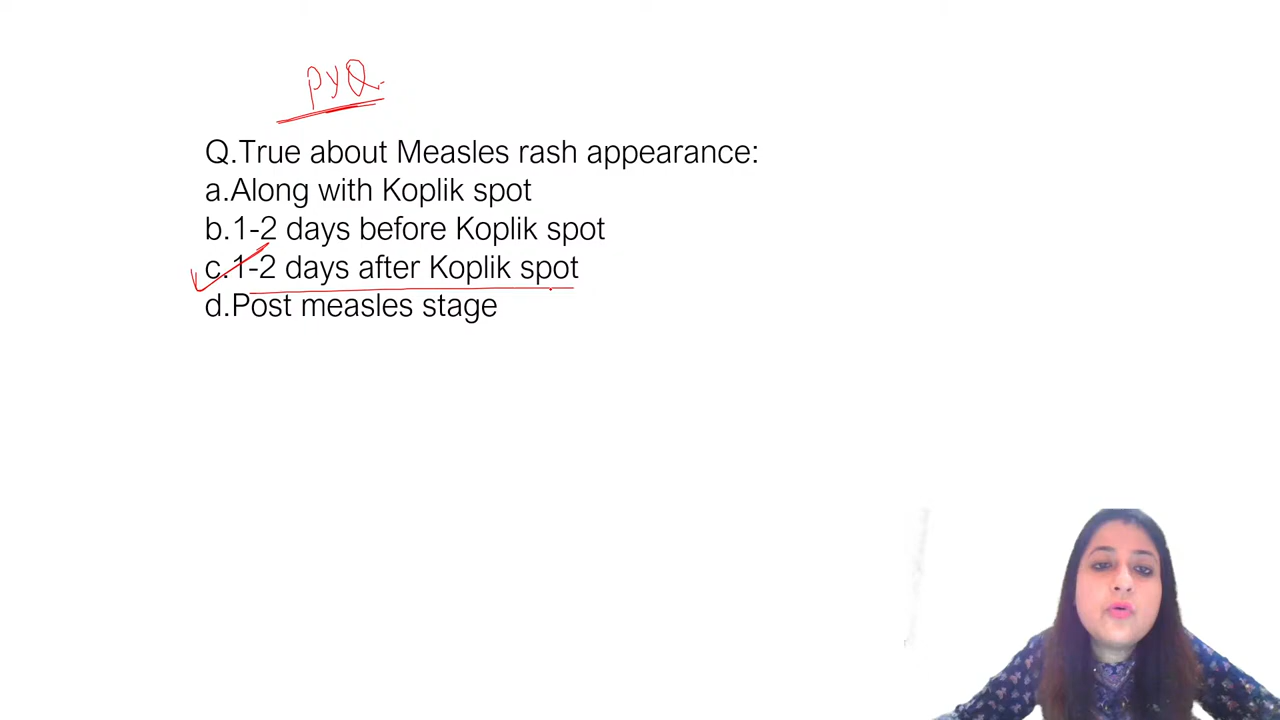 PYQ.
Q.True about Measles rash appearance:
a.Along with Koplik spot
b.1-2 days before Koplik spot
c.1-2 days after Koplik spot
d.Post measles stage